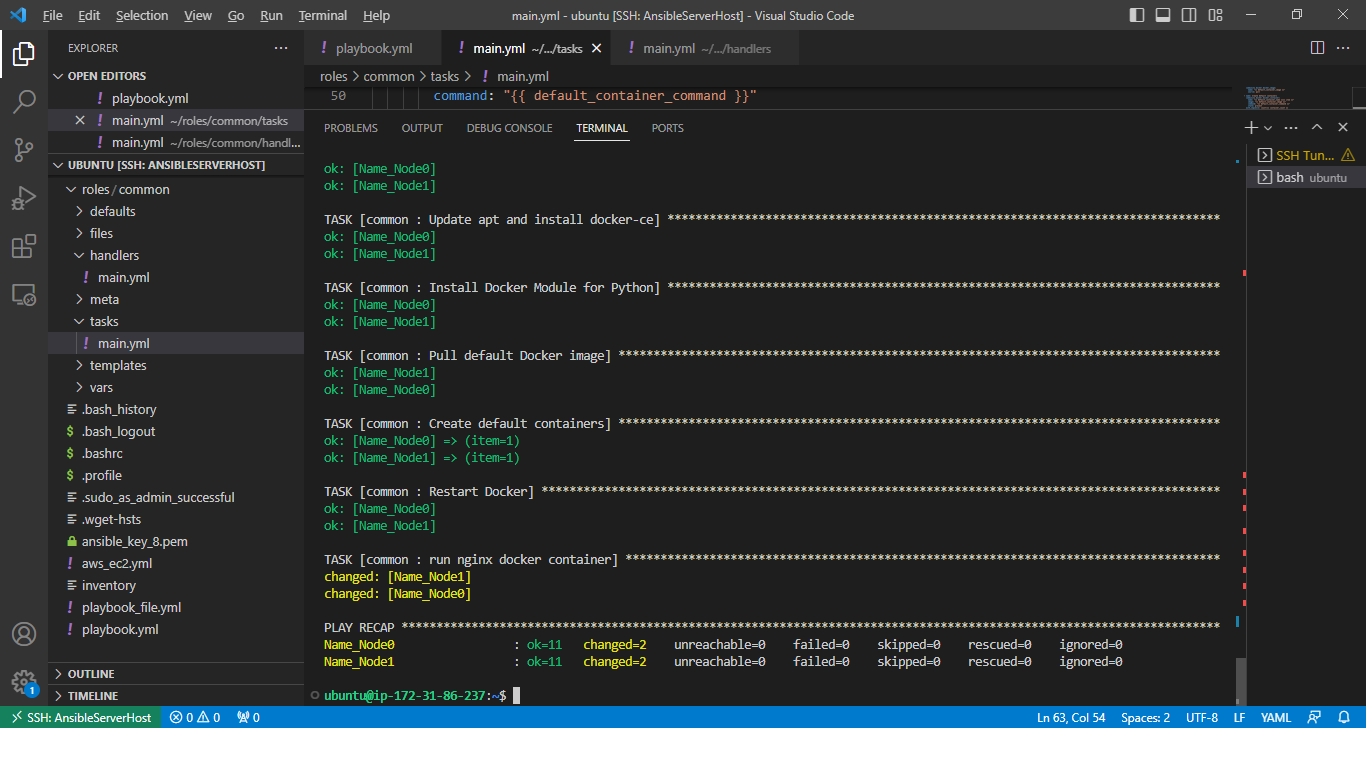 File Edit Selection View Go Run Terminal Help
main.yml - ubuntu [SSH: AnsibleServerHost] - Visual Studio Code
EXPLORER
OPEN EDITORS
playbook.yml
main.yml ~/roles/common/tasks
main.yml ~/roles/common/handl...
UBUNTU [SSH: ANSIBLESERVERHOST]
roles / common
defaults
files
handlers
main.yml
meta
tasks
main.yml
templates
vars
.bash_history
.bash_logout
.bashrc
.profile
.sudo_as_admin_successful
.wget-hsts
ansible_key_8.pem
aws_ec2.yml
inventory
playbook_file.yml
playbook.yml
OUTLINE
TIMELINE
1
playbook.yml
main.yml ~/.../tasks
main.yml ~/.../handlers
roles > common > tasks > ! main.yml
50 command: "{{ default_container_command }}"
PROBLEMS OUTPUT DEBUG CONSOLE TERMINAL PORTS
SSH Tun...
bash ubuntu
ok: [Name_Node0]
ok: [Name_Node1]
TASK [common : Update apt and install docker-ce] *******************************************************************************
ok: [Name_Node0]
ok: [Name_Node1]
TASK [common : Install Docker Module for Python] *******************************************************************************
ok: [Name_Node0]
ok: [Name_Node1]
TASK [common : Pull default Docker image] **************************************************************************************
ok: [Name_Node1]
ok: [Name_Node0]
TASK [common : Create default containers] **************************************************************************************
ok: [Name_Node0] => (item=1)
ok: [Name_Node1] => (item=1)
TASK [common : Restart Docker] *************************************************************************************************
ok: [Name_Node0]
ok: [Name_Node1]
TASK [common : run nginx docker container] *************************************************************************************
changed: [Name_Node1]
changed: [Name_Node0]
PLAY RECAP *********************************************************************************************************************
Name_Node0 : ok=11 changed=2 unreachable=0 failed=0 skipped=0 rescued=0 ignored=0
Name_Node1 : ok=11 changed=2 unreachable=0 failed=0 skipped=0 rescued=0 ignored=0
ubuntu@ip-172-31-86-237:~$
SSH: AnsibleServerHost 0 0 0 Ln 63, Col 54 Spaces: 2 UTF-8 LF YAML